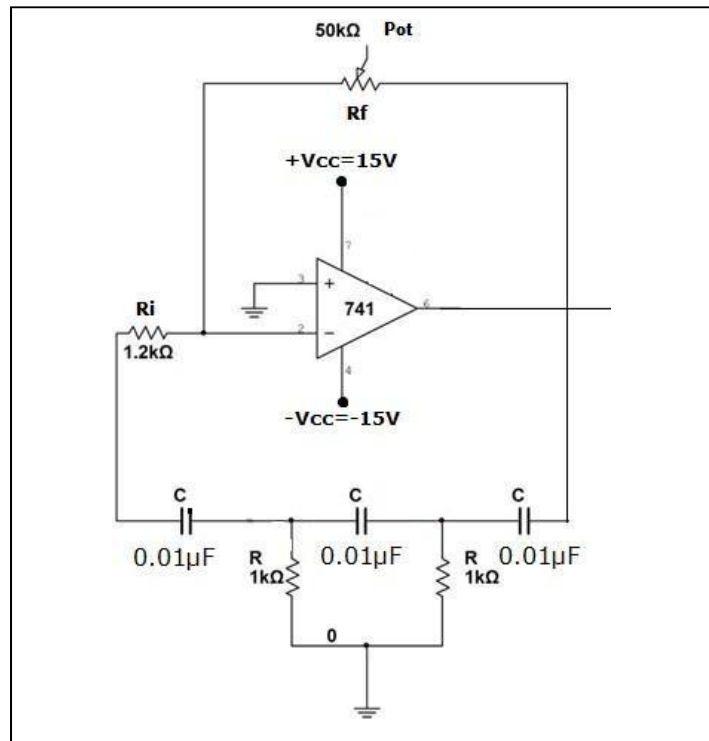 50kΩ Pot
Rf
+Vcc=15V
7
3
+
741
6
Ri
2
−
1.2kΩ
4
-Vcc=-15V
C C C
0.01µF
R
1kΩ
0.01µF
R
1kΩ
0.01µF
0